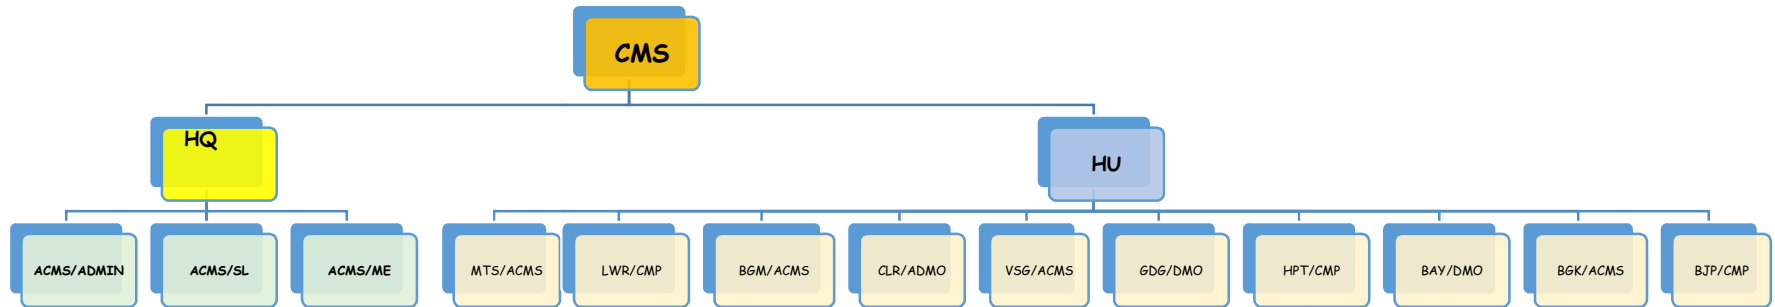 CMS
HQ
HU
ACMS/ADMIN
ACMS/SL
ACMS/ME
MTS/ACMS
LWR/CMP
BGM/ACMS
CLR/ADMO
VSG/ACMS
GDG/DMO
HPT/CMP
BAY/DMO
BGK/ACMS
BJP/CMP